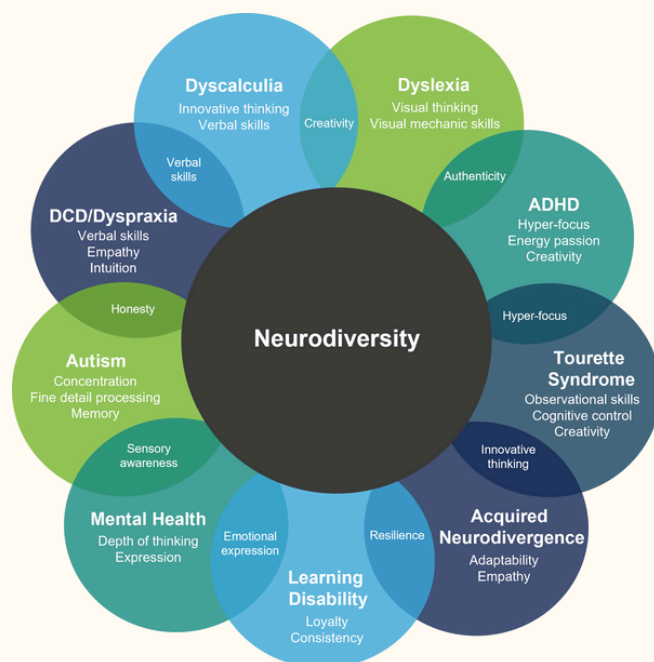 Dyscalculia
Innovative thinking
Verbal skills
Creativity
Dyslexia
Visual thinking
Visual mechanic skills
Authenticity
ADHD
Hyper-focus
Energy passion
Creativity
Hyper-focus
Tourette
Syndrome
Observational skills
Cognitive control
Creativity
Innovative
thinking
Acquired
Neurodivergence
Adaptability
Empathy
Resilience
Learning
Disability
Loyalty
Consistency
Emotional
expression
Mental Health
Depth of thinking
Expression
Sensory
awareness
Autism
Concentration
Fine detail processing
Memory
Honesty
DCD/Dyspraxia
Verbal skills
Empathy
Intuition
Verbal
skills
Neurodiversity